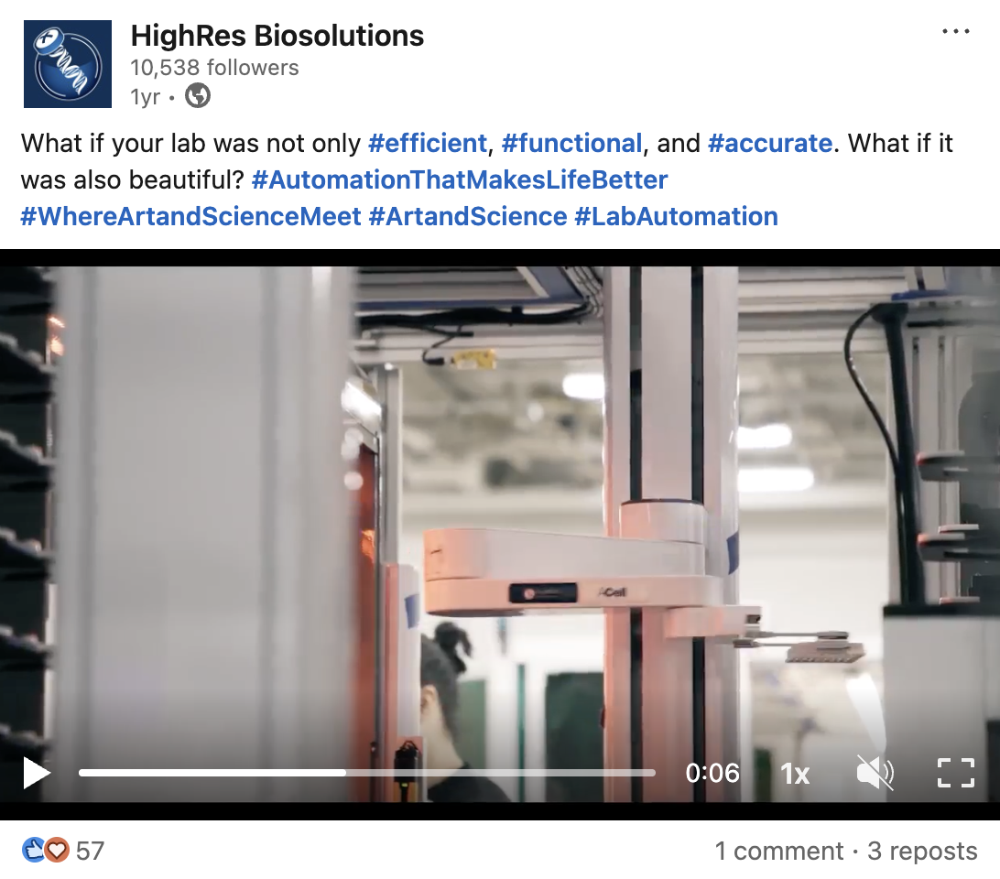 HighRes Biosolutions
10,538 followers
1yr •
What if your lab was not only #efficient, #functional, and #accurate. What if it
was also beautiful? #AutomationThatMakesLifeBetter
#WhereArtandScienceMeet #ArtandScience #LabAutomation
ACell
0:06 1x
57 1 comment · 3 reposts